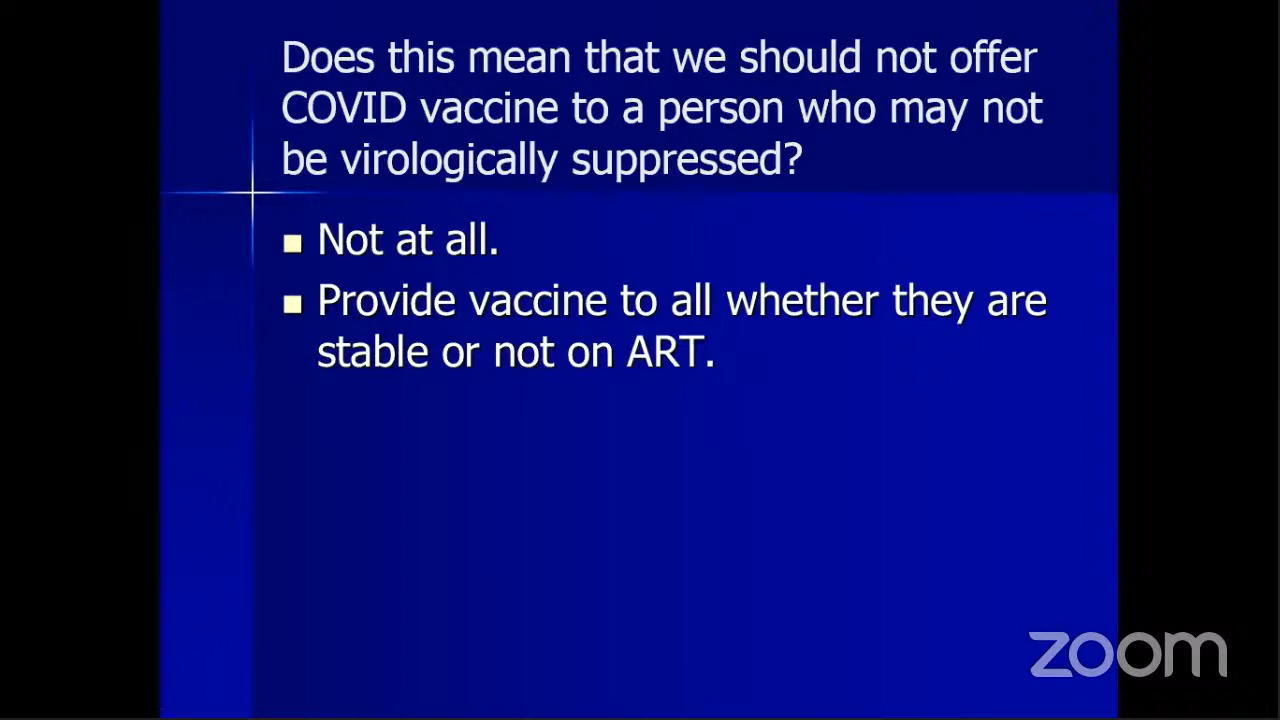 Does this mean that we should not offer
COVID vaccine to a person who may not
be virologically suppressed?
Not at all.
Provide vaccine to all whether they are
stable or not on ART.
zoom